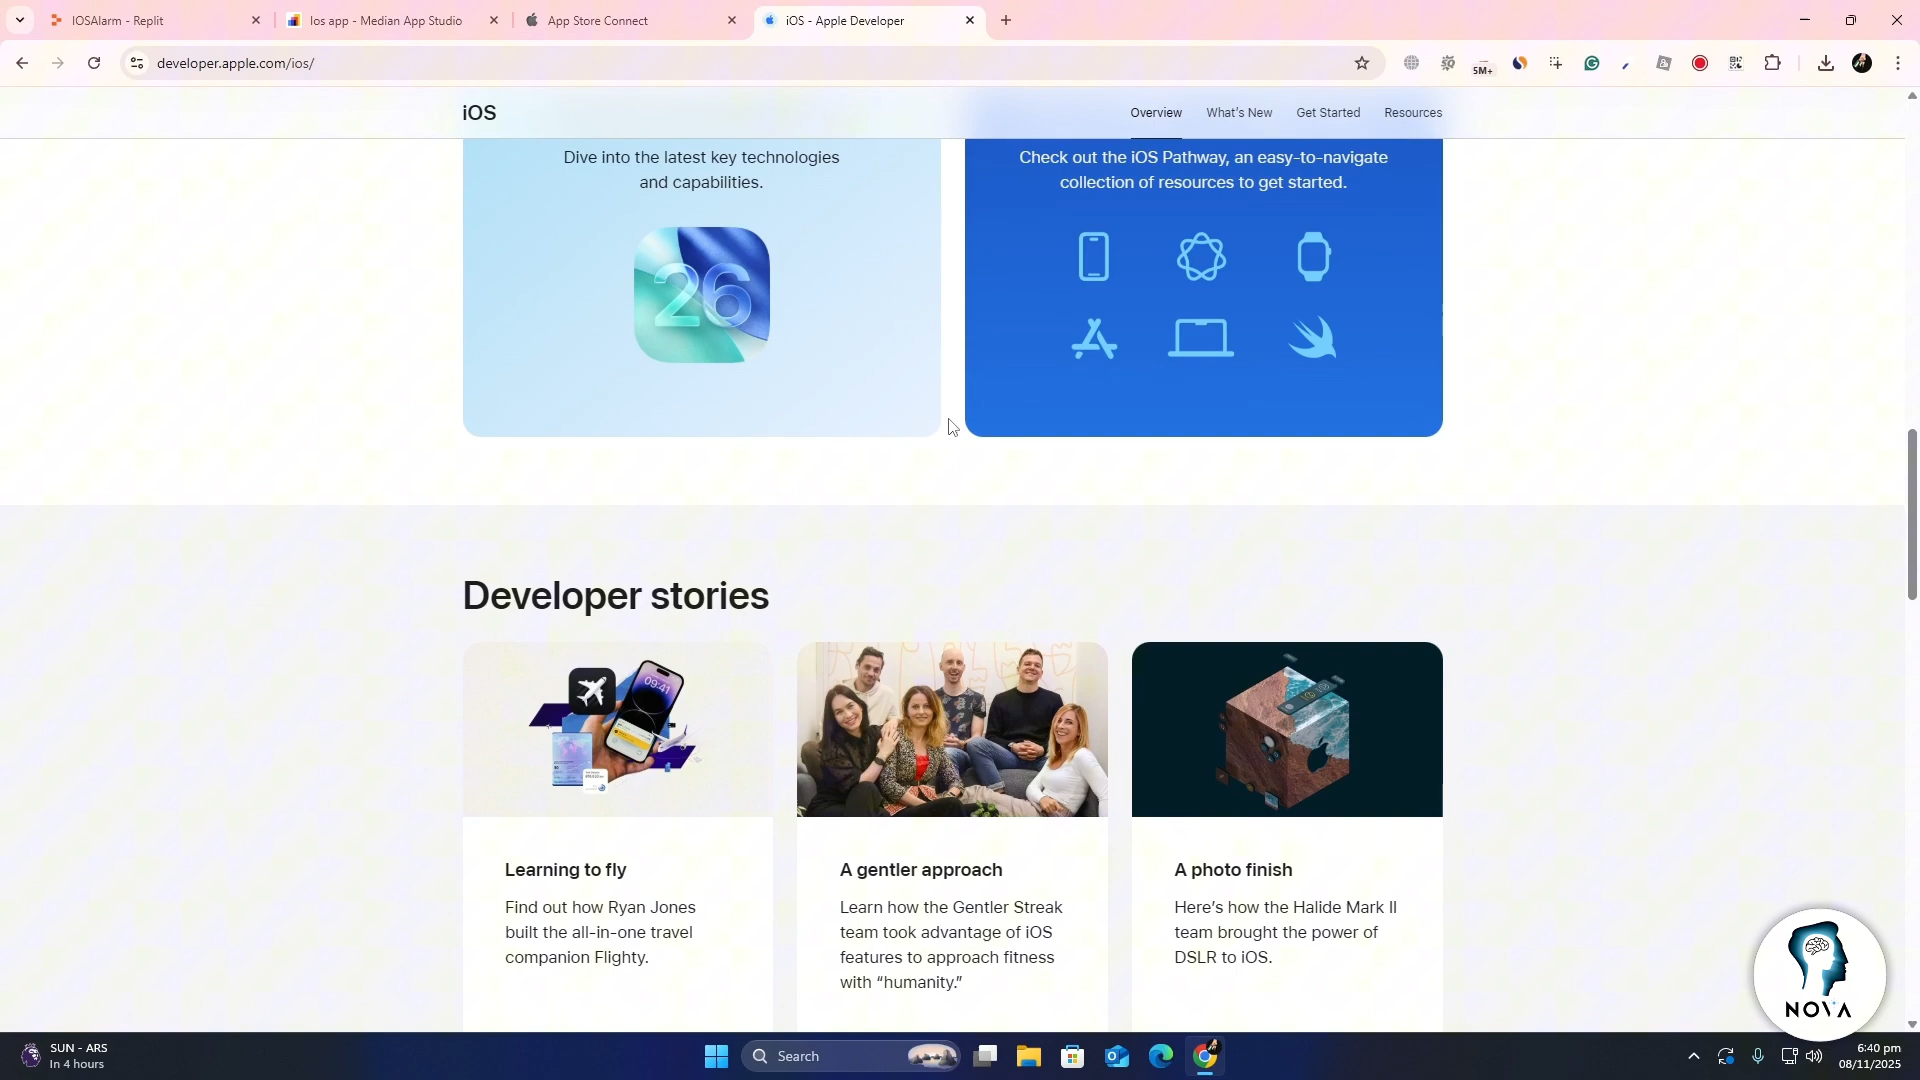 IOSAlarm - Replit
Ios app - Median App Studio
App Store Connect
iOS - Apple Developer
developer.apple.com/ios/
5M+
iOS
Overview
What's New
Get Started
Resources
Dive into the latest key technologies
and capabilities.
26
Check out the iOS Pathway, an easy-to-navigate
collection of resources to get started.
Developer stories
09:41
Learning to fly
Find out how Ryan Jones
built the all-in-one travel
companion Flighty.
A gentler approach
Learn how the Gentler Streak
team took advantage of iOS
features to approach fitness
with “humanity.”
A photo finish
Here's how the Halide Mark II
team brought the power of
DSLR to iOS.
NOVA
SUN - ARS
In 4 hours
Search
6:40 pm
08/11/2025